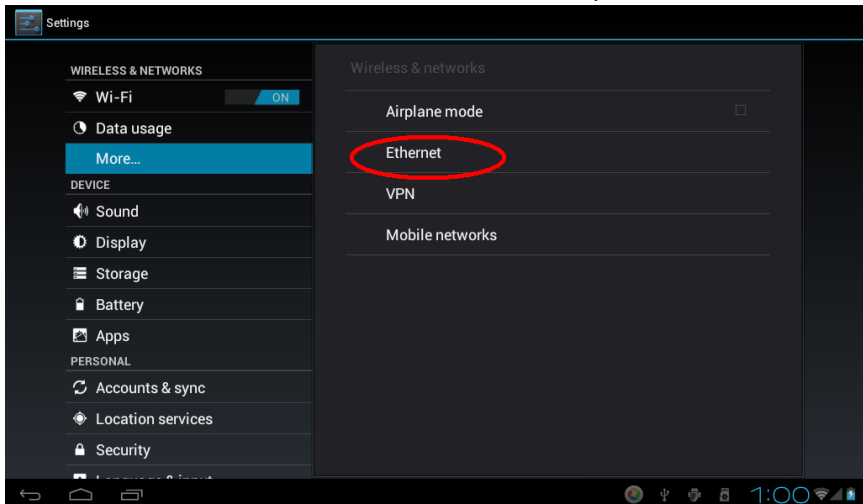 Settings
WIRELESS & NETWORKS
Wi-Fi ON
Data usage
More...
DEVICE
Sound
Display
Storage
Battery
Apps
PERSONAL
Accounts & sync
Location services
Security
Wireless & networks
Airplane mode
Ethernet
VPN
Mobile networks
1:00